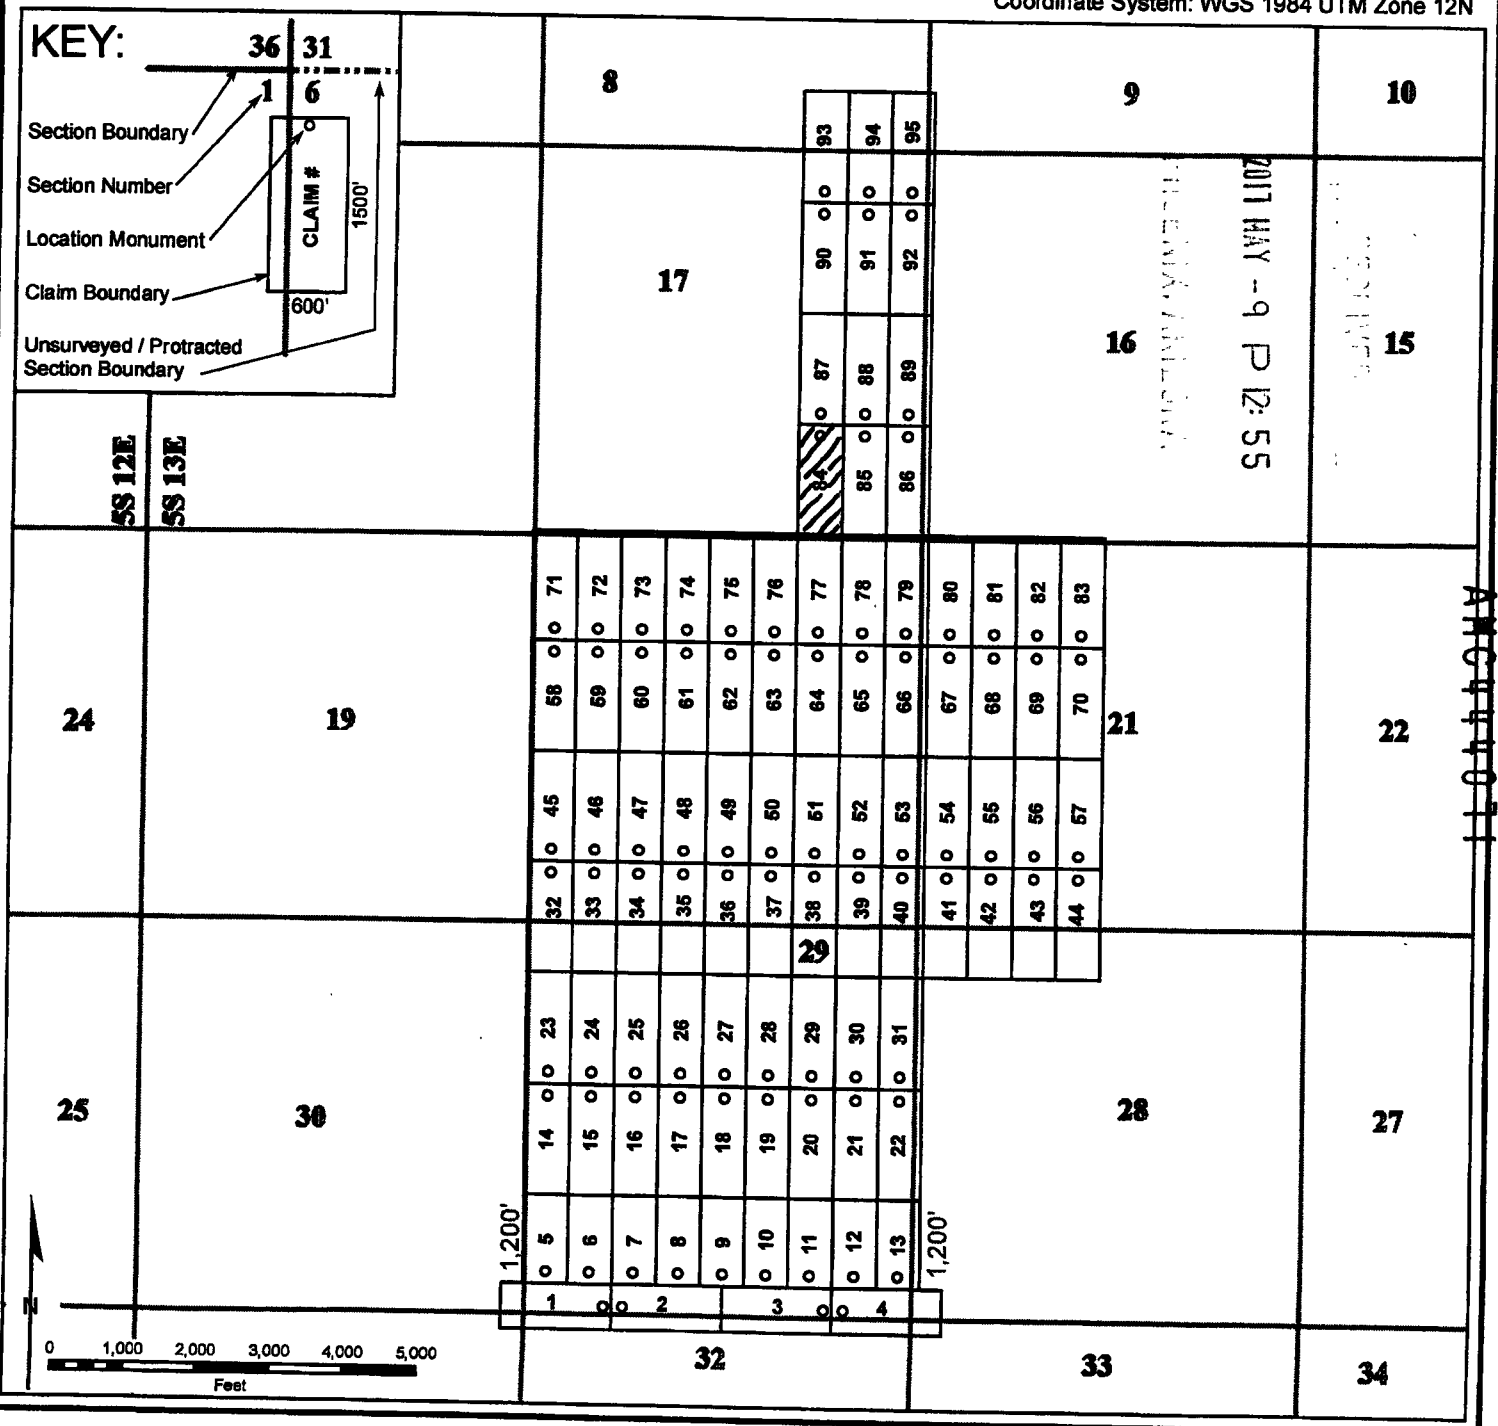 Coordinate System: WGS 1984 UTM Zone 12N
KEY:
36 31
1 6
Section Boundary
Section Number
Location Monument
Claim Boundary
Unsurveyed / Protracted
Section Boundary
CLAIM #
1500'
600'
8
9
10
93 94 95
17
90 91 92
16
15
2017 MAY -9 P 12:55
87 88 89
5S 12E
5S 13E
84 85 86
71 72 73 74 75 76 77 78 79 80 81 82 83
24
19
58 59 60 61 62 63 64 65 66 67 68 69 70
21
22
45 46 47 48 49 50 51 52 53 54 55 56 57
32 33 34 35 36 37 38 39 40 41 42 43 44
29
23 24 25 26 27 28 29 30 31
25
30
28
27
14 15 16 17 18 19 20 21 22
1,200'
5 6 7 8 9 10 11 12 13
1,200'
1 2 3 4
N
0 1,000 2,000 3,000 4,000 5,000
Feet
32
33
34